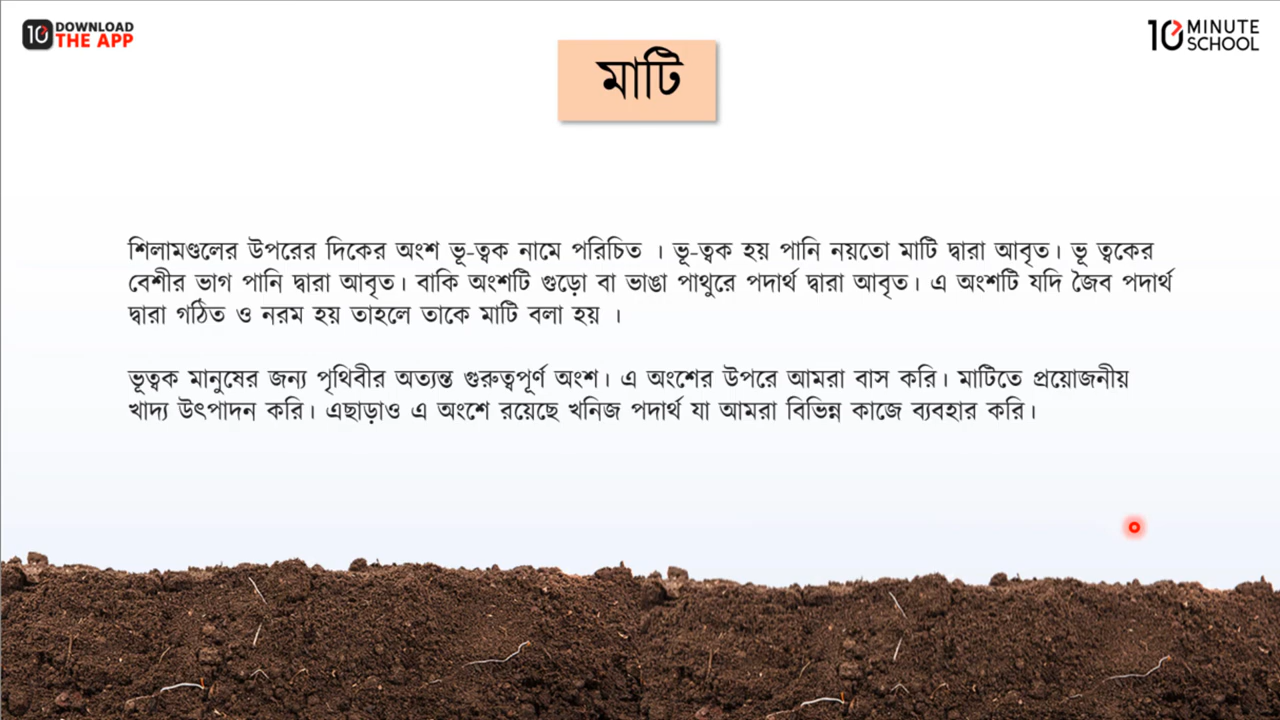 DOWNLOAD
THE APP
10 MINUTE
SCHOOL
মাটি
শিলামণ্ডলের উপরের দিকের অংশ ভূ-ত্বক নামে পরিচিত । ভূ-ত্বক হয় পানি নয়তো মাটি দ্বারা আবৃত। ভূ ত্বকের
বেশীর ভাগ পানি দ্বারা আবৃত। বাকি অংশটি গুড়ো বা ভাঙা পাথুরে পদার্থ দ্বারা আবৃত। এ অংশটি যদি জৈব পদার্থ
দ্বারা গঠিত ও নরম হয় তাহলে তাকে মাটি বলা হয় ।
ভূত্বক মানুষের জন্য পৃথিবীর অত্যন্ত গুরুত্বপূর্ণ অংশ। এ অংশের উপরে আমরা বাস করি। মাটিতে প্রয়োজনীয়
খাদ্য উৎপাদন করি। এছাড়াও এ অংশে রয়েছে খনিজ পদার্থ যা আমরা বিভিন্ন কাজে ব্যবহার করি।